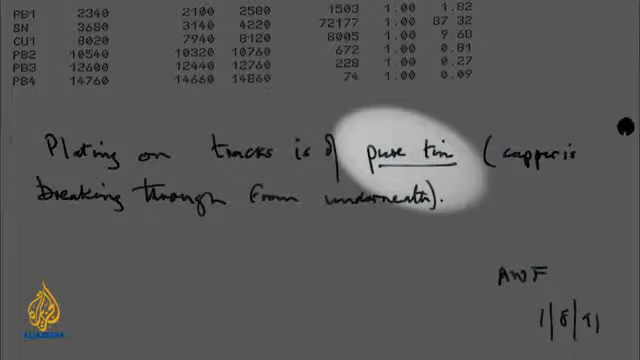 PB1 2340 2100 2580 1503 1.00 1.82
SN 3680 3140 4220 72177 1.00 87 32
CU1 8020 7940 8120 8005 1.00 9 68
PB2 10540 10320 10760 672 1.00 0.81
PB3 12600 12440 12760 228 1.00 0.27
PB4 14760 14660 14860 74 1.00 0.09
Plating on tracks is of pure tin (copper is
breaking through from underneath).
AWF
1/8/91